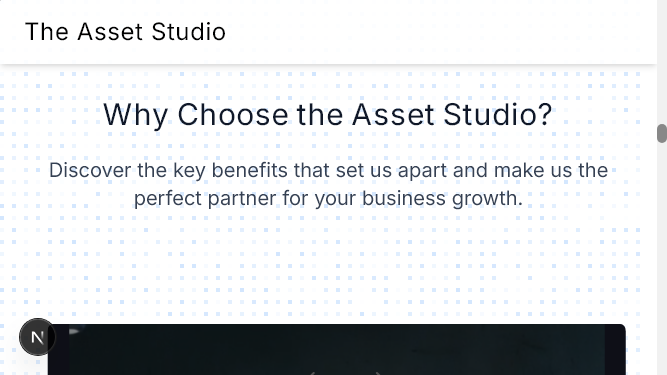 The Asset Studio
Why Choose the Asset Studio?
Discover the key benefits that set us apart and make us the
perfect partner for your business growth.
N